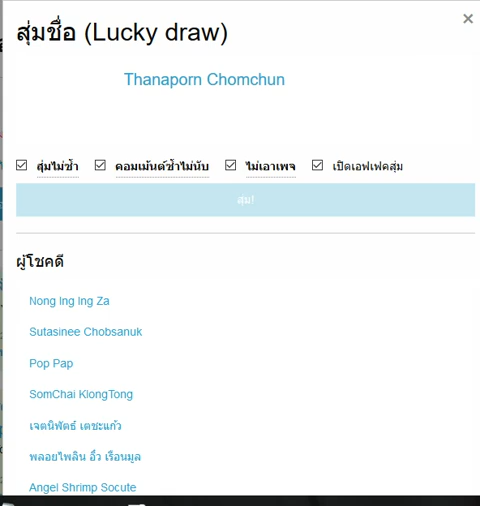 สุ่มชื่อ (Lucky draw)
Thanaporn Chomchun
สุ่มไม่ซ้ำ คอมเม้นต์ซ้ำไม่นับ ไม่เอาเพจ เปิดเอฟเฟคสุ่ม
สุ่ม!
ผู้โชคดี
Nong Ing Ing Za
Sutasinee Chobsanuk
Pop Pap
SomChai KlongTong
เจตนิพัตธ์ เตชะแก้ว
พลอยไพลิน อิ๋ว เรือนมูล
Angel Shrimp Socute